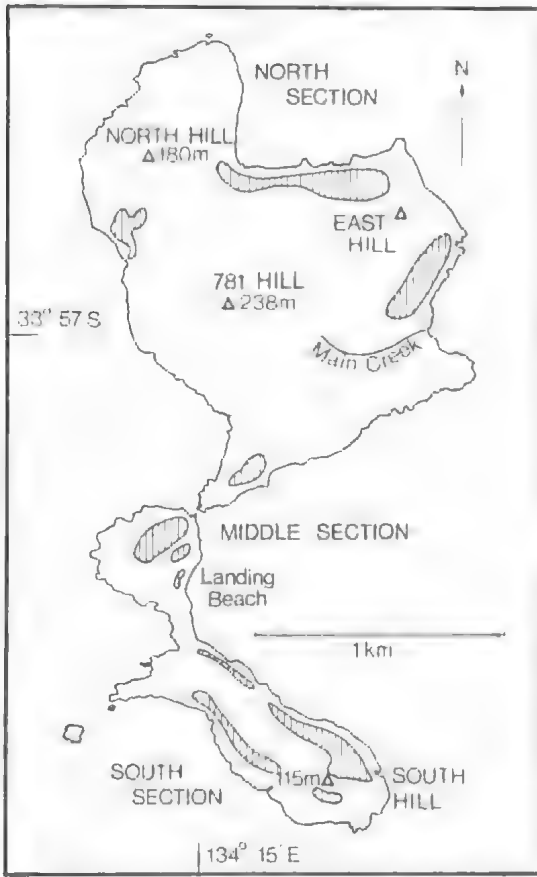 NORTH
SECTION
N
NORTH HILL
△ 180m
EAST
HILL
781 HILL
△ 238m
33° 57' S
Main Creek
MIDDLE SECTION
Landing
Beach
1 km
115m △
SOUTH
SECTION
SOUTH
HILL
134° 15' E